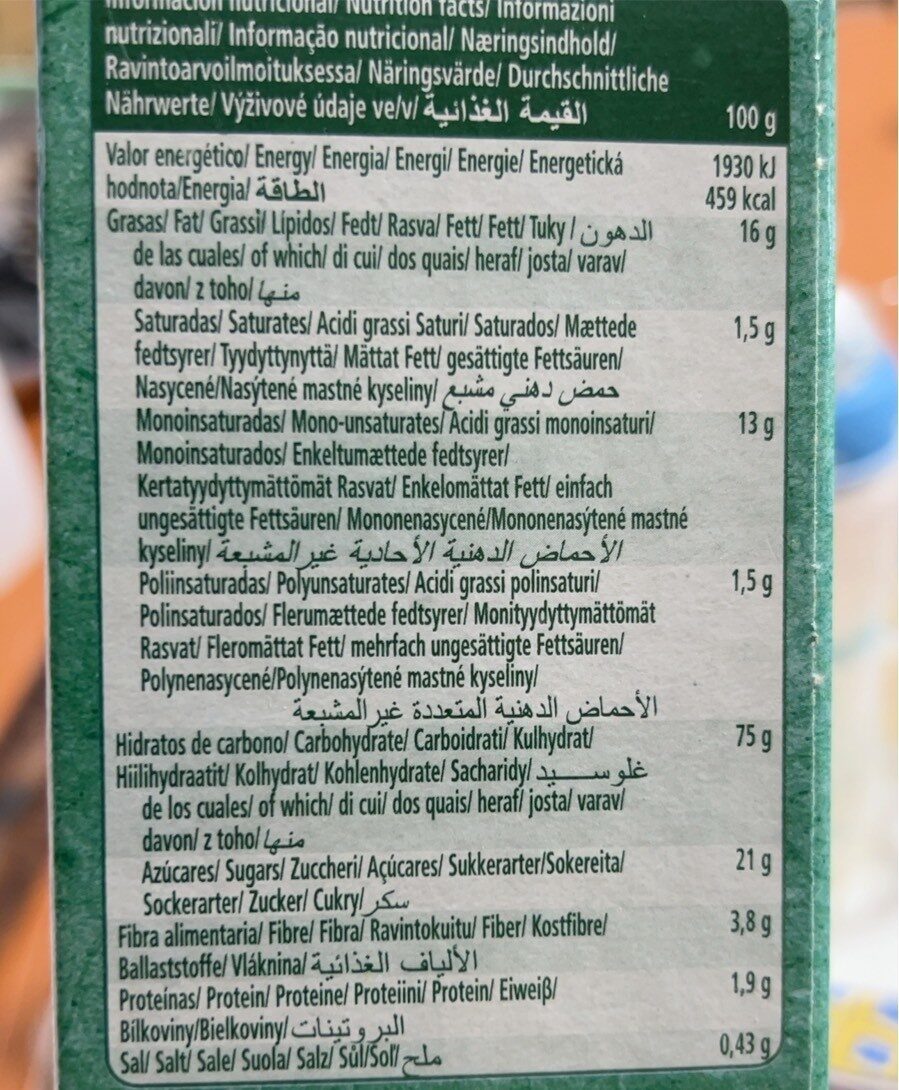 Información nutricional/ Nutrition facts/ Informazioni
nutrizionali/ Informação nutricional/ Næringsindhold/
Ravintoarvoilmoituksessa/ Näringsvärde/ Durchschnittliche
Nährwerte/ Výživové údaje ve/v/ القيمة الغذائية 100 g
Valor energético/ Energy/ Energia/ Energi/ Energie/ Energetická 1930 kJ
hodnota/Energia/ الطاقة 459 kcal
Grasas/ Fat/ Grassi/ Lípidos/ Fedt/ Rasva/ Fett/ Fett/ Tuky / الدهون 16 g
de las cuales/ of which/ di cui/ dos quais/ heraf/ josta/ varav/
davon/ z toho/ منها
Saturadas/ Saturates/ Acidi grassi Saturi/ Saturados/ Mættede 1,5 g
fedtsyrer/ Tyydyttynyttä/ Mättat Fett/ gesättigte Fettsäuren/
Nasycené/Nasýtené mastné kyseliny/ حمض دهني مشبع
Monoinsaturadas/ Mono-unsaturates/ Acidi grassi monoinsaturi/ 13 g
Monoinsaturados/ Enkeltumættede fedtsyrer/
Kertatyydyttymättömät Rasvat/ Enkelomättat Fett/ einfach
ungesättigte Fettsäuren/ Mononenasycené/Mononenasýtené mastné
kyseliny/ الأحماض الدهنية الأحادية غير المشبعة
Poliinsaturadas/ Polyunsaturates/ Acidi grassi polinsaturi/ 1,5 g
Polinsaturados/ Flerumættede fedtsyrer/ Monityydyttymättömät
Rasvat/ Fleromättat Fett/ mehrfach ungesättigte Fettsäuren/
Polynenasycené/Polynenasýtené mastné kyseliny/
الأحماض الدهنية المتعددة غير المشبعة
Hidratos de carbono/ Carbohydrate/ Carboidrati/ Kulhydrat/ 75 g
Hiilihydraatit/ Kolhydrat/ Kohlenhydrate/ Sacharidy/ غلوسـيد
de los cuales/ of which/ di cui/ dos quais/ heraf/ josta/ varav/
davon/ z toho/ منها
Azúcares/ Sugars/ Zuccheri/ Açúcares/ Sukkerarter/Sokereita/ 21 g
Sockerarter/ Zucker/ Cukry/ سكر
Fibra alimentaria/ Fibre/ Fibra/ Ravintokuitu/ Fiber/ Kostfibre/ 3,8 g
Ballaststoffe/ Vláknina/ الألياف الغذائية
Proteínas/ Protein/ Proteine/ Proteiini/ Protein/ Eiweiß/ 1,9 g
Bílkoviny/Bielkoviny/ البروتينات
Sal/ Salt/ Sale/ Suola/ Salz/ Sůl/Soľ/ ملح 0,43 g